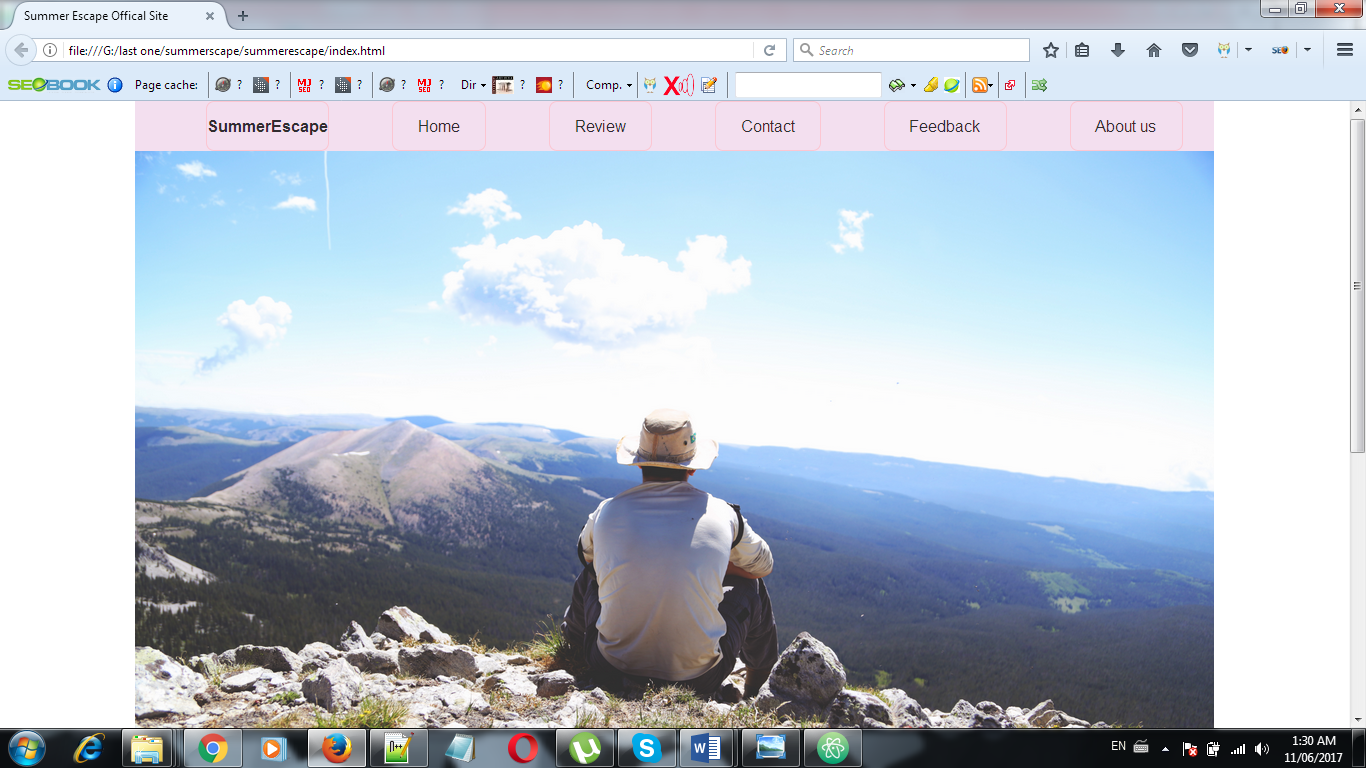 Summer Escape Offical Site
file:///G:/last one/summerscape/summerescape/index.html
Search
SEOBOOK Page cache: ? ? MJ SEO ? ? ? MJ SEO ? Dir ? ? Comp.
SummerEscape Home Review Contact Feedback About us
EN 1:30 AM
11/06/2017